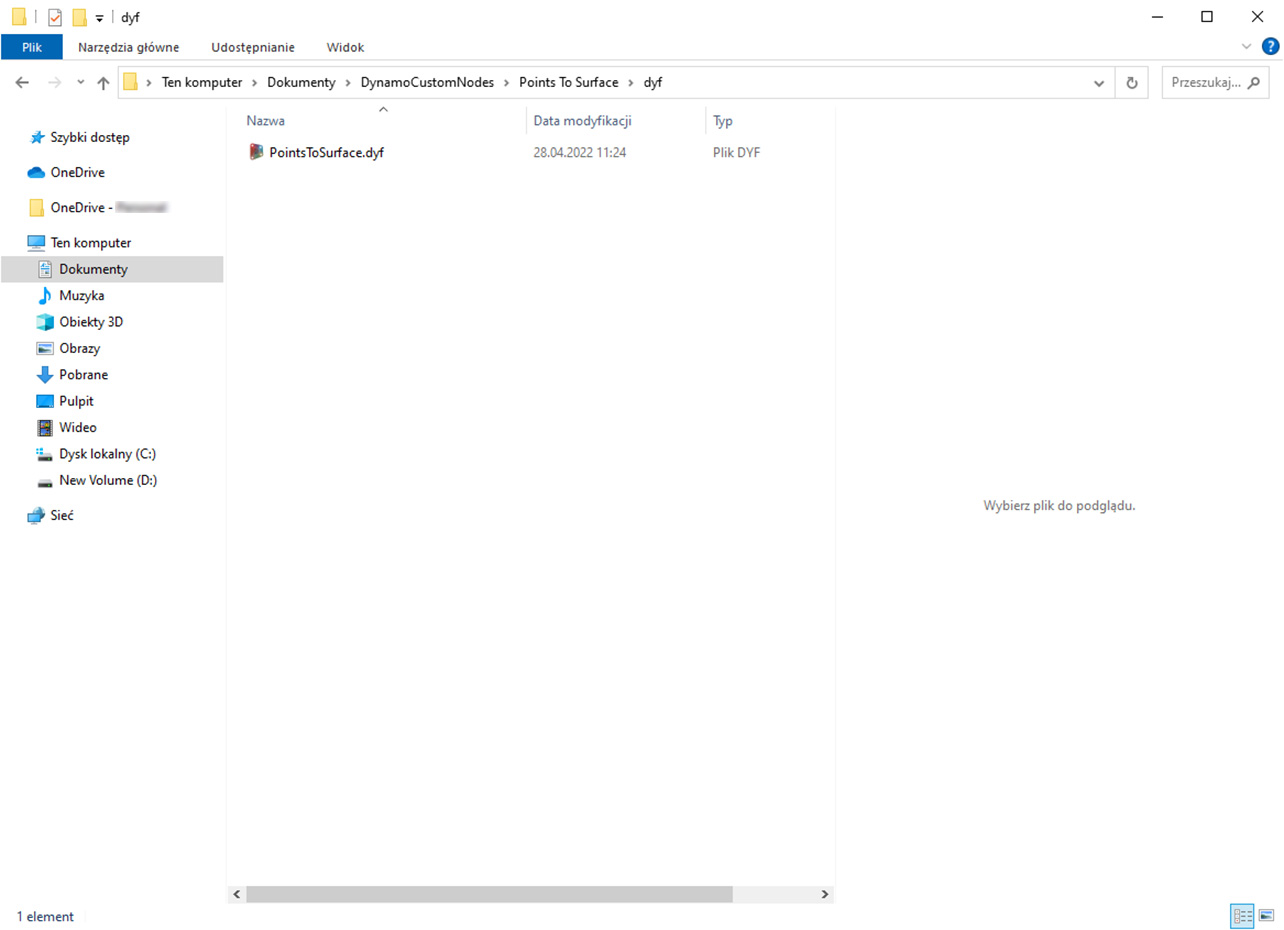 dyf
Plik Narzędzia główne Udostępnianie Widok
Ten komputer Dokumenty DynamoCustomNodes Points To Surface dyf Przeszukaj...
Nazwa Data modyfikacji Typ
PointsToSurface.dyf 28.04.2022 11:24 Plik DYF
Szybki dostęp
OneDrive
OneDrive -
Ten komputer
Dokumenty
Muzyka
Obiekty 3D
Obrazy
Pobrane
Pulpit
Wideo
Dysk lokalny (C:)
New Volume (D:)
Sieć
Wybierz plik do podglądu.
1 element